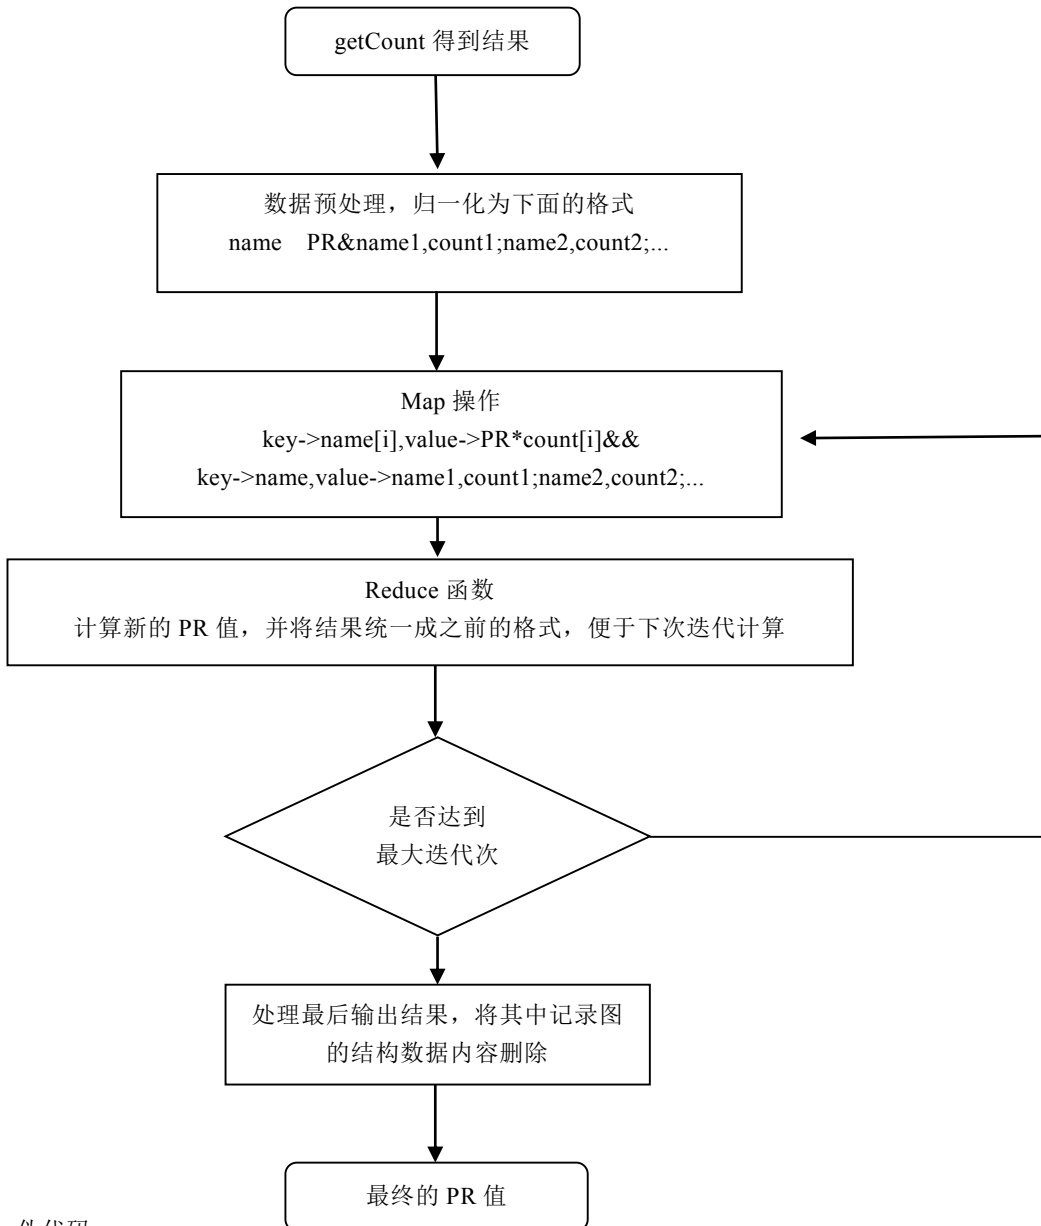 getCount 得到结果
数据预处理，归一化为下面的格式
name PR&name1,count1;name2,count2;...
Map 操作
key->name[i],value->PR*count[i]&&
key->name,value->name1,count1;name2,count2;...
Reduce 函数
计算新的 PR 值，并将结果统一成之前的格式，便于下次迭代计算
是否达到
最大迭代次
处理最后输出结果，将其中记录图
的结构数据内容删除
最终的 PR 值